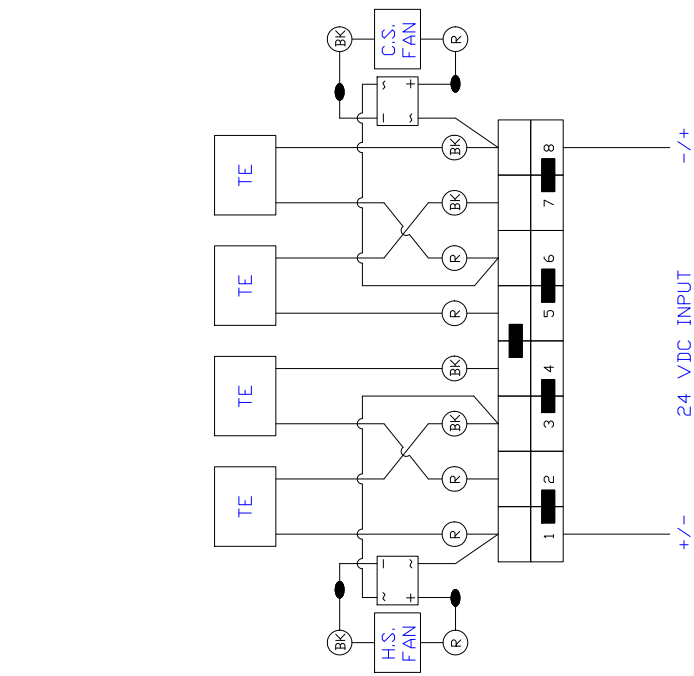 TE
TE
TE
TE
BK
BK
H.S.
FAN
C.S.
FAN
~ −
− ~
+ ~
~ +
R
R
R
BK
BK
R
R
BK
BK
R
1
2
3
4
5
6
7
8
+/-
24 VDC INPUT
-/+